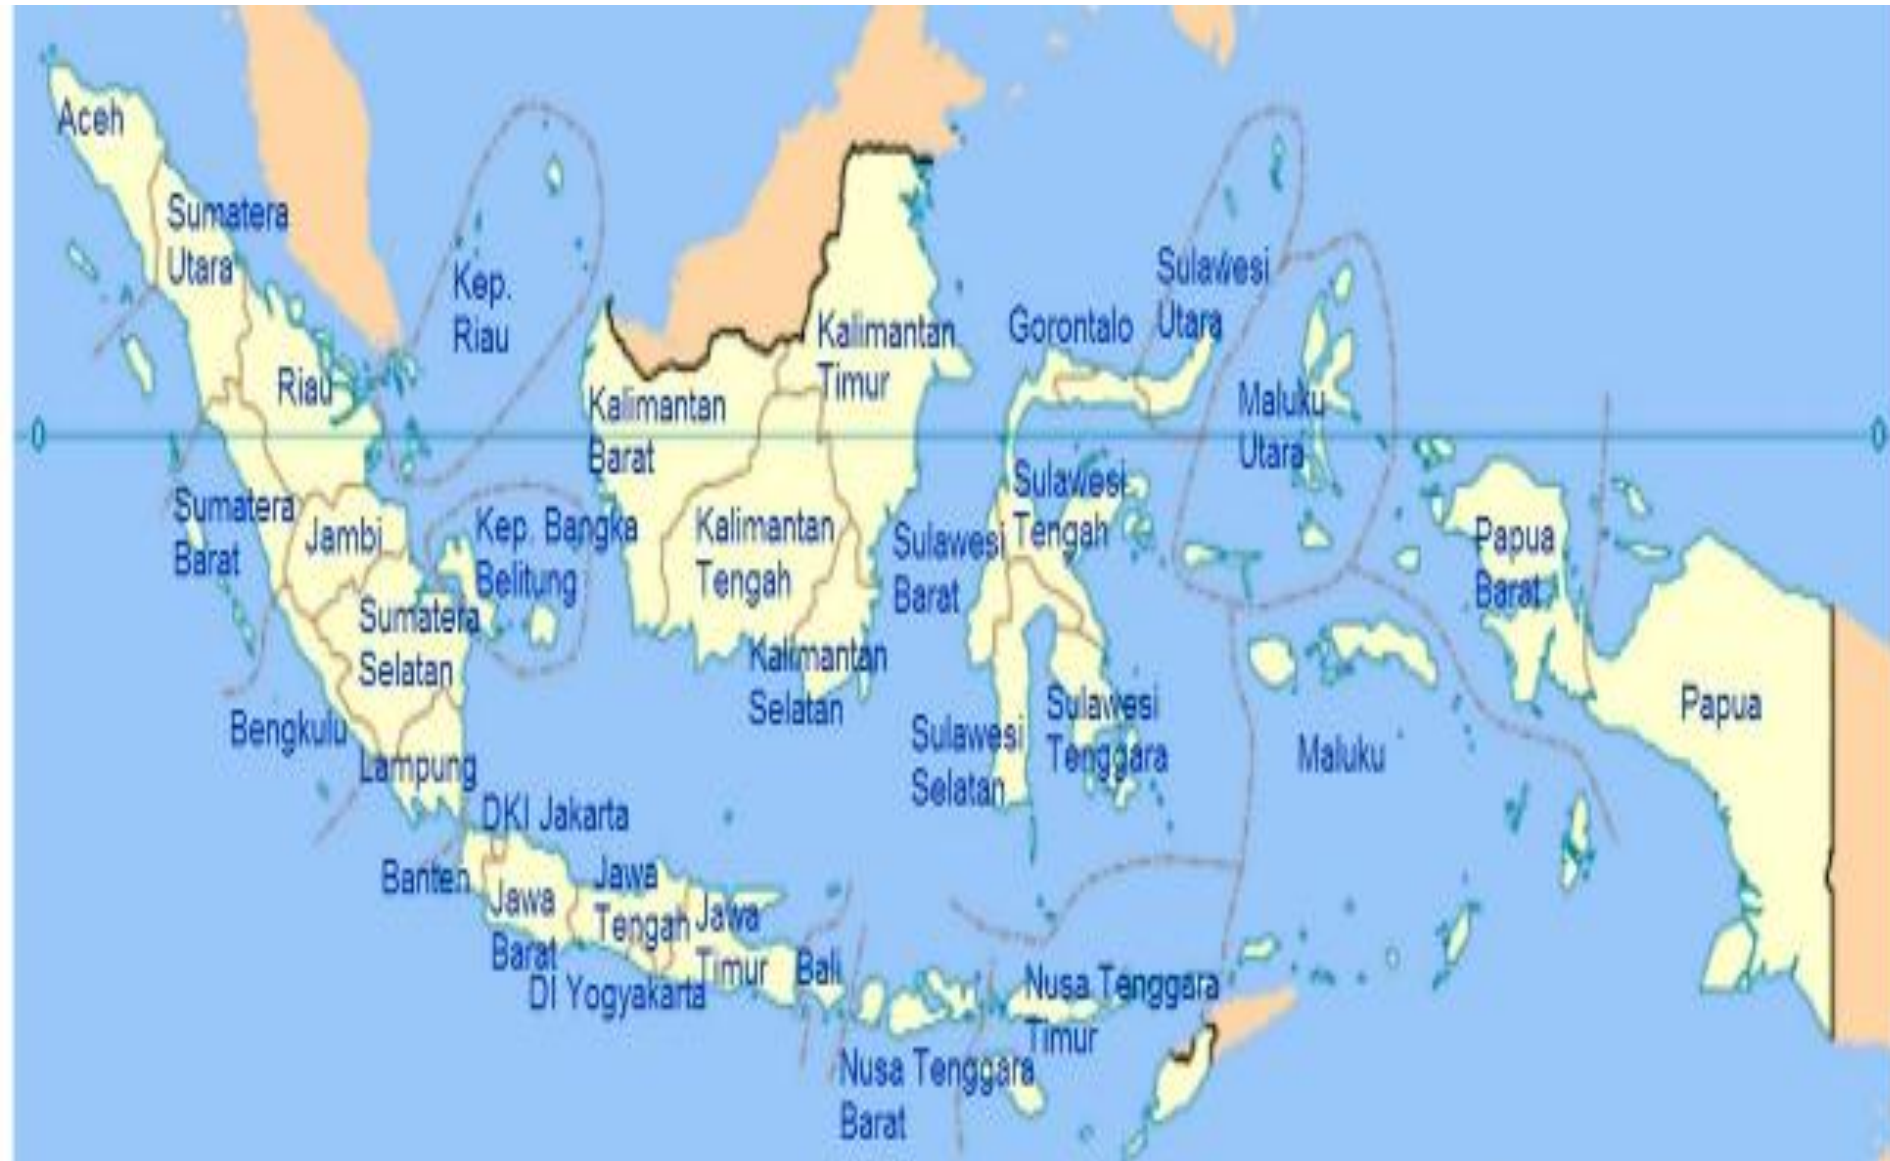 Aceh
Sumatera
Utara
Kep.
Riau
Sulawesi
Utara
Gorontalo
Kalimantan
Timur
Riau
Kalimantan
Barat
Maluku
Utara
0
0
Sumatera
Barat
Jambi
Kep. Bangka
Belitung
Kalimantan
Tengah
Sulawesi
Tengah
Sulawesi
Barat
Papua
Barat
Sumatera
Selatan
Kalimantan
Selatan
Bengkulu
Lampung
Sulawesi
Selatan
Sulawesi
Tenggara
Maluku
Papua
DKI Jakarta
Banten
Jawa
Barat
Jawa
Tengah
Jawa
Timur
DI Yogyakarta
Bali
Nusa Tenggara
Timur
Nusa Tenggara
Barat